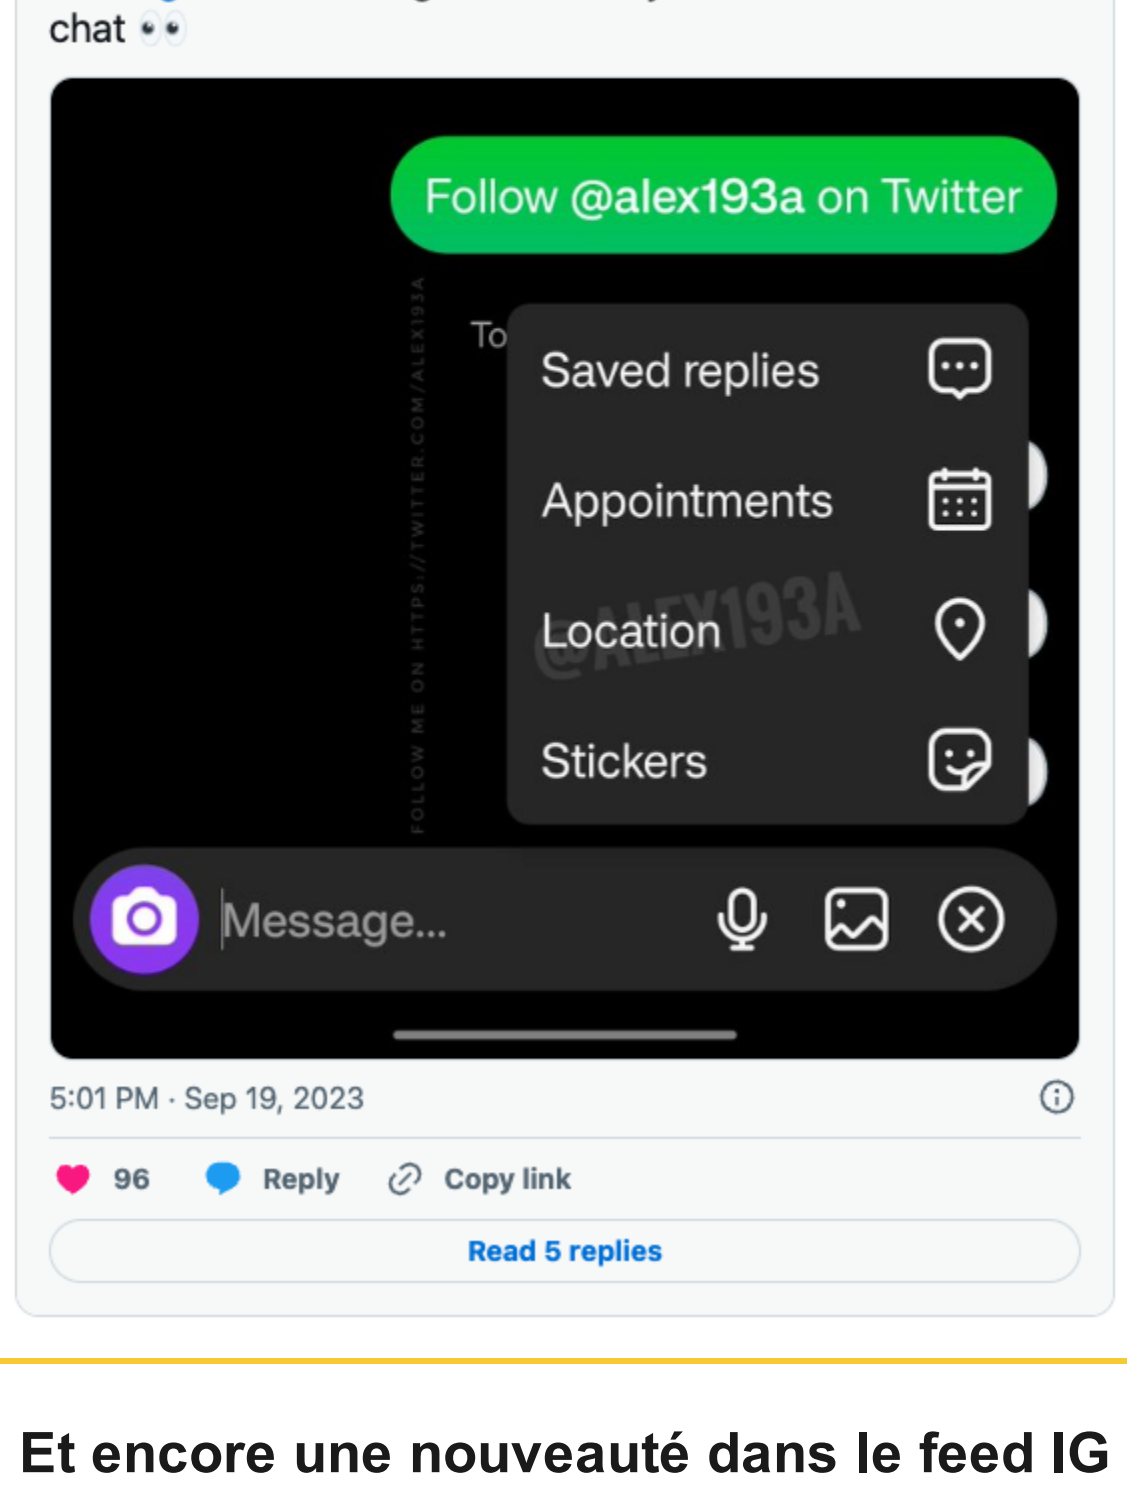 chat 👀
Follow @alex193a on Twitter
FOLLOW ME ON HTTPS://TWITTER.COM/ALEX193A
To
Saved replies
Appointments
@ALEX193A
Location
Stickers
Message...
5:01 PM · Sep 19, 2023
96 Reply Copy link
Read 5 replies
Et encore une nouveauté dans le feed IG